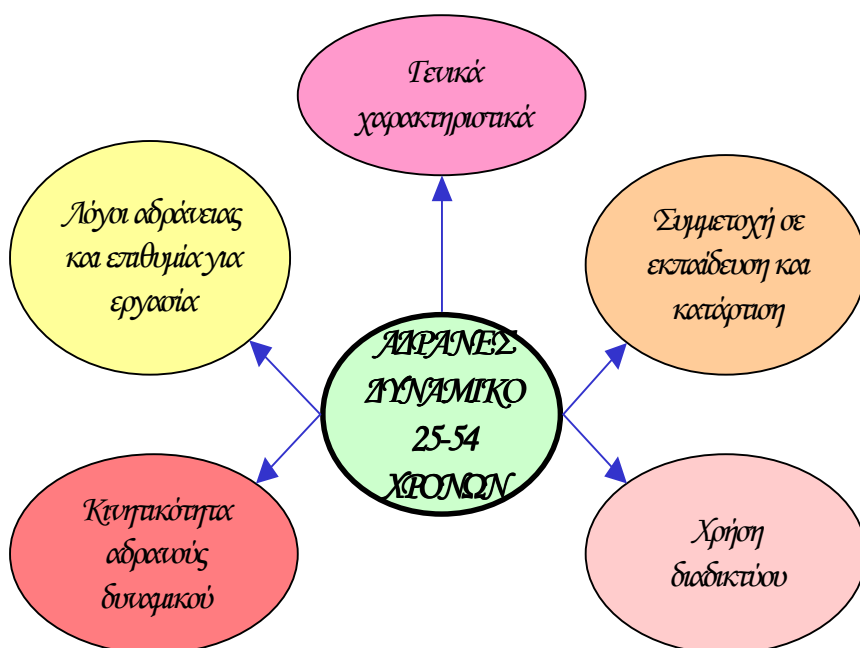 Γενικά
χαρακτηριστικά
Λόγοι αδράνειας
και επιθυμία για
εργασία
Συμμετοχή σε
εκπαίδευση και
κατάρτιση
ΑΔΡΑΝΕΣ
ΔΥΝΑΜΙΚΟ
25-54
ΧΡΟΝΩΝ
Κινητικότητα
αδρανούς
δυναμικού
Χρήση
διαδικτύου